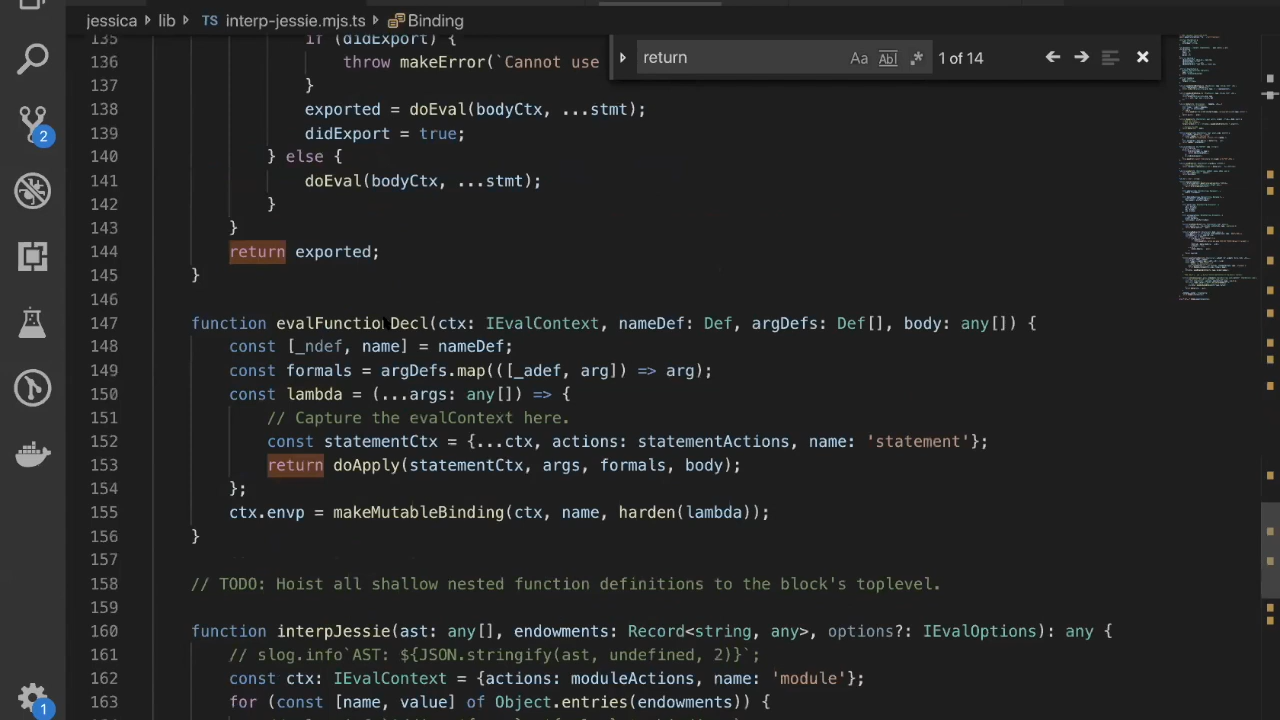 jessica > lib > TS interp-jessie.mjs.ts > Binding
return Aa Abl .* 1 of 14
135 if (didExport) {
136 throw makeError(`Cannot use
137 }
138 exported = doEval(bodyCtx, ...stmt);
139 didExport = true;
140 } else {
141 doEval(bodyCtx, ...stmt);
142 }
143 }
144 return exported;
145 }
146
147 function evalFunctionDecl(ctx: IEvalContext, nameDef: Def, argDefs: Def[], body: any[]) {
148 const [_ndef, name] = nameDef;
149 const formals = argDefs.map(([_adef, arg]) => arg);
150 const lambda = (...args: any[]) => {
151 // Capture the evalContext here.
152 const statementCtx = {...ctx, actions: statementActions, name: 'statement'};
153 return doApply(statementCtx, args, formals, body);
154 };
155 ctx.envp = makeMutableBinding(ctx, name, harden(lambda));
156 }
157
158 // TODO: Hoist all shallow nested function definitions to the block's toplevel.
159
160 function interpJessie(ast: any[], endowments: Record<string, any>, options?: IEvalOptions): any {
161 // slog.info`AST: ${JSON.stringify(ast, undefined, 2)}`;
162 const ctx: IEvalContext = {actions: moduleActions, name: 'module'};
163 for (const [name, value] of Object.entries(endowments)) {
2
1